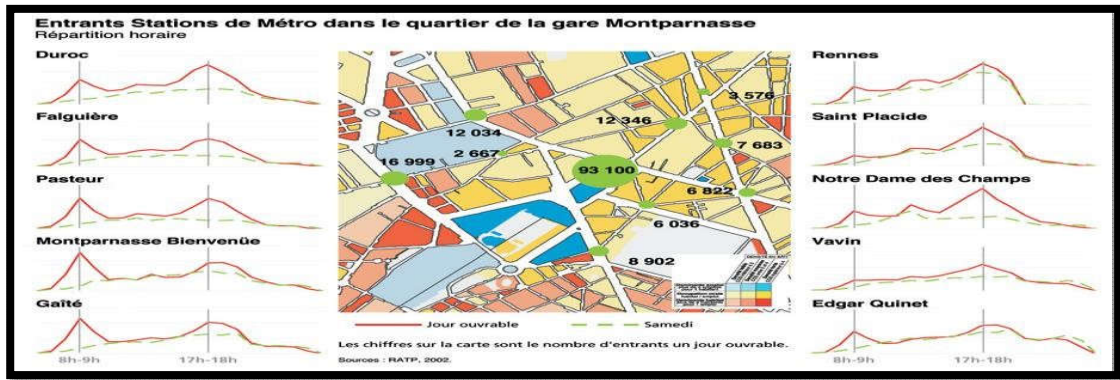 Entrants Stations de Métro dans le quartier de la gare Montparnasse
Répartition horaire
Duroc
Falguière
Pasteur
Montparnasse Bienvenüe
Gaîté
8h-9h
17h-18h
3 576
12 034
12 346
2 667
7 683
16 999
93 100
6 822
6 036
8 902
Jour ouvrable
Samedi
Les chiffres sur la carte sont le nombre d'entrants un jour ouvrable.
Sources : RATP, 2002.
Rennes
Saint Placide
Notre Dame des Champs
Vavin
Edgar Quinet
8h-9h
17h-18h